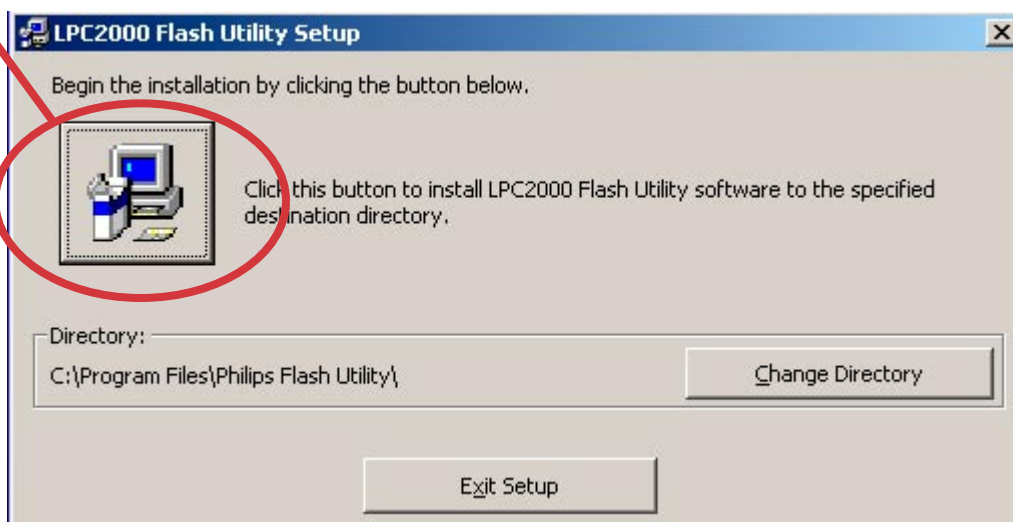 LPC2000 Flash Utility Setup
Begin the installation by clicking the button below.
Click this button to install LPC2000 Flash Utility software to the specified
destination directory.
Directory:
C:\Program Files\Philips Flash Utility\
Change Directory
Exit Setup